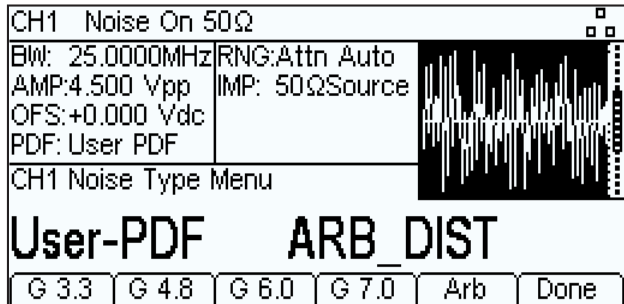 CH1 Noise On 50Ω
BW: 25.0000MHz RNG:Attn Auto
AMP:4.500 Vpp IMP: 50ΩSource
OFS:+0.000 Vdc
PDF: User PDF
CH1 Noise Type Menu
User-PDF ARB_DIST
G 3.3 G 4.8 G 6.0 G 7.0 Arb Done